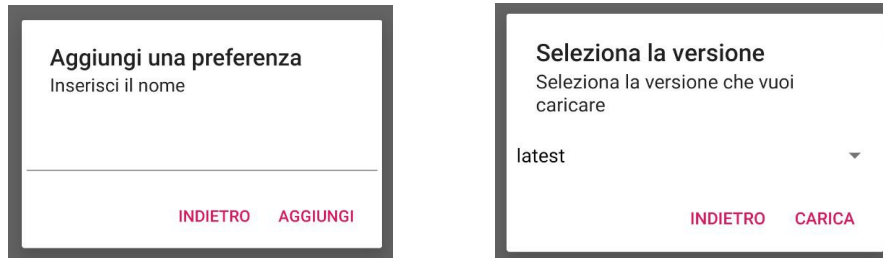 Aggiungi una preferenza
Inserisci il nome
INDIETRO AGGIUNGI
Seleziona la versione
Seleziona la versione che vuoi
caricare
latest
INDIETRO CARICA